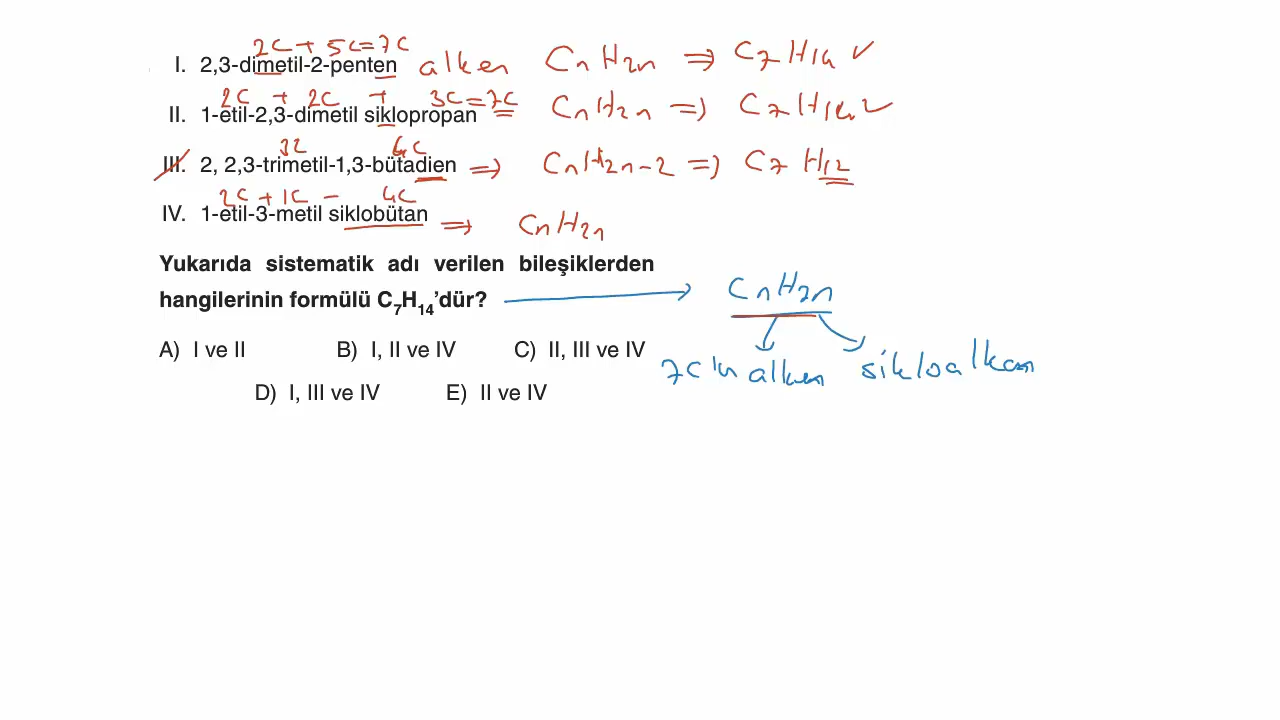 2C + 5C=7C
I. 2,3-dimetil-2-penten alken CnH2n ⇒ C7H14 ✓
2C + 2C + 3C=7C
II. 1-etil-2,3-dimetil siklopropan CnH2n ⇒ C7H14 ✓
3C 4C
III. 2, 2,3-trimetil-1,3-bütadien ⇒ CnH2n-2 ⇒ C7H12
2C + 1C - 4C
IV. 1-etil-3-metil siklobütan ⇒ CnH2n
Yukarıda sistematik adı verilen bileşiklerden
hangilerinin formülü C7H14'dür? → CnH2n
A) I ve II B) I, II ve IV C) II, III ve IV
7C'lı alken sikloalkan
D) I, III ve IV E) II ve IV